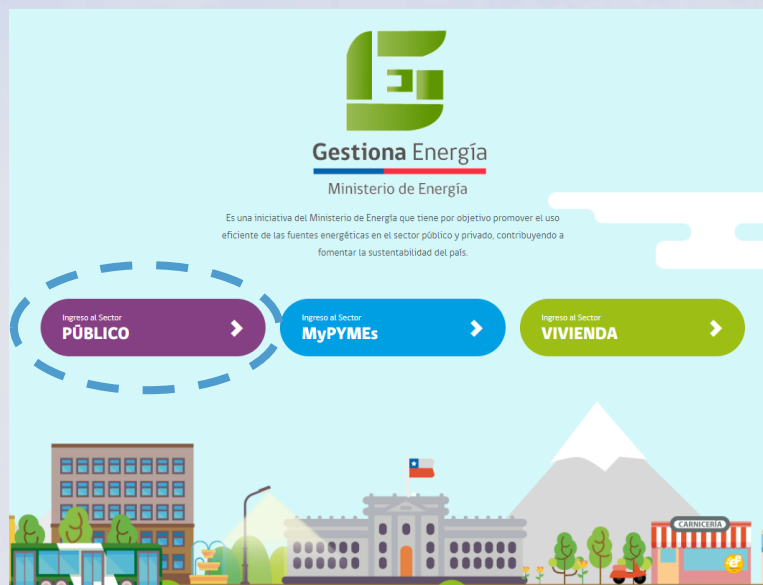 Gestiona Energía
Ministerio de Energía
Es una iniciativa del Ministerio de Energía que tiene por objetivo promover el uso
eficiente de las fuentes energéticas en el sector público y privado, contribuyendo a
fomentar la sustentabilidad del país.
Ingreso al Sector
PÚBLICO
Ingreso al Sector
MyPYMEs
Ingreso al Sector
VIVIENDA
CARNICERÍA